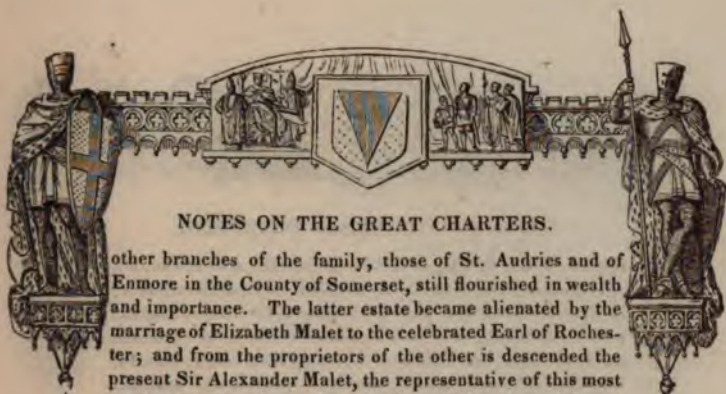 NOTES ON THE GREAT CHARTERS.
other branches of the family, those of St. Audries and of
Enmore in the County of Somerset, still flourished in wealth
and importance. The latter estate became alienated by the
marriage of Elizabeth Malet to the celebrated Earl of Roches-
ter; and from the proprietors of the other is descended the
present Sir Alexander Malet, the representative of this most